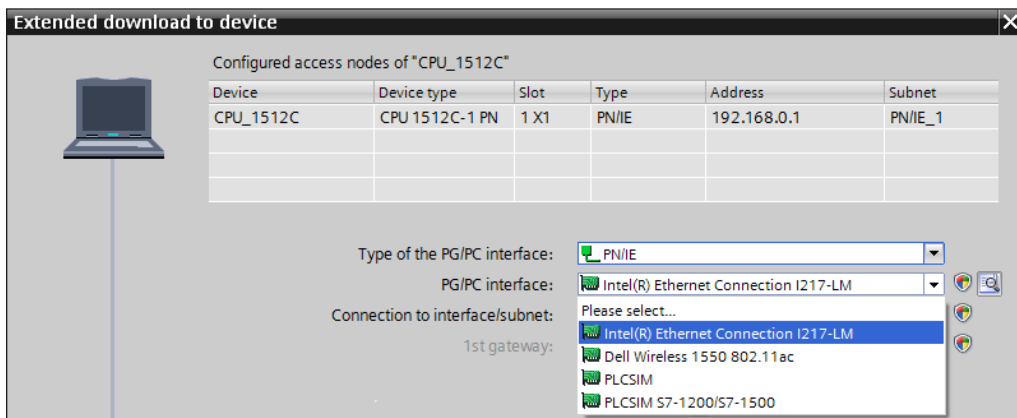 Extended download to device
Configured access nodes of "CPU_1512C"
Device Device type Slot Type Address Subnet
CPU_1512C CPU 1512C-1 PN 1 X1 PN/IE 192.168.0.1 PN/IE_1
Type of the PG/PC interface: PN/IE
PG/PC interface: Intel(R) Ethernet Connection I217-LM
Connection to interface/subnet: Please select...
Intel(R) Ethernet Connection I217-LM
1st gateway: Dell Wireless 1550 802.11ac
PLCSIM
PLCSIM S7-1200/S7-1500